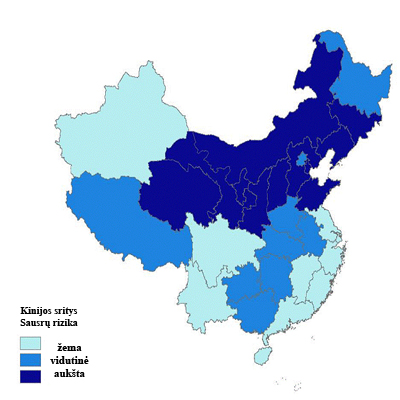 Kinijos sritys
Sausrų rizika
žema
vidutinė
aukšta